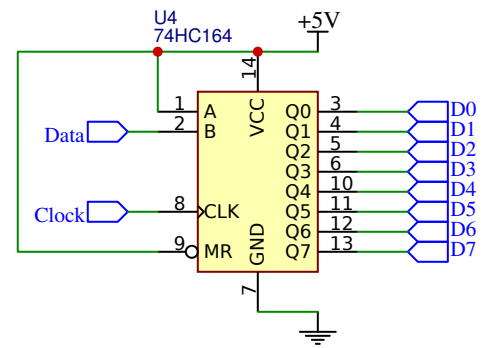 U4
74HC164
+5V
14
VCC
1 A Q0 3 D0
Data 2 B Q1 4 D1
Q2 5 D2
Q3 6 D3
Q4 10 D4
Clock 8 CLK Q5 11 D5
Q6 12 D6
9 MR Q7 13 D7
GND
7